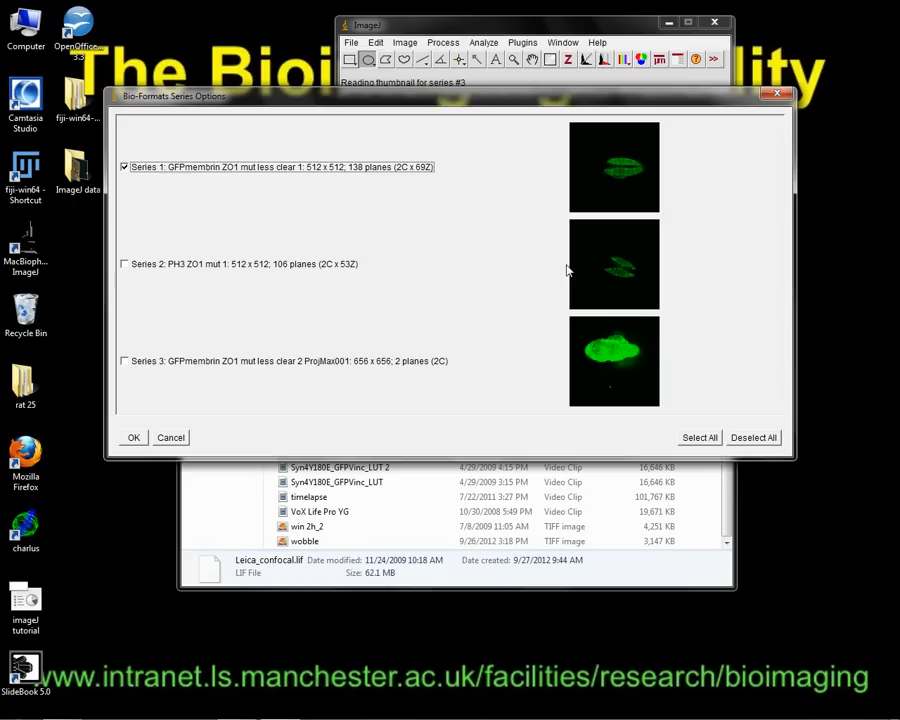 Computer
OpenOffice....
3.3
The Bioi
lity
ImageJ
File Edit Image Process Analyze Plugins Window Help
Reading thumbnail for series #3
Bio-Formats Series Options
Series 1: GFPmembrin ZO1 mut less clear 1: 512 x 512; 138 planes (2C x 69Z)
Series 2: PH3 ZO1 mut 1: 512 x 512; 106 planes (2C x 53Z)
Series 3: GFPmembrin ZO1 mut less clear 2 ProjMax001: 656 x 656; 2 planes (2C)
OK Cancel Select All Deselect All
Camtasia
Studio
fiji-win64-...
fiji-win64 -
Shortcut
ImageJ data
MacBioph...
ImageJ
Recycle Bin
rat 25
Mozilla
Firefox
charlus
imageJ
tutorial
SlideBook 5.0
Syn4Y180E_GFPVinc_LUT 2 4/29/2009 4:15 PM Video Clip 16,646 KB
Syn4Y180E_GFPVinc_LUT 4/29/2009 3:15 PM Video Clip 16,646 KB
timelapse 7/22/2011 3:27 PM Video Clip 101,767 KB
VoX Life Pro YG 10/30/2008 5:49 PM Video Clip 19,671 KB
win 2h_2 7/8/2009 11:05 AM TIFF image 4,251 KB
wobble 9/26/2012 3:18 PM TIFF image 3,147 KB
Leica_confocal.lif Date modified: 11/24/2009 10:18 AM Date created: 9/27/2012 9:44 AM
LIF File Size: 62.1 MB
www.intranet.ls.manchester.ac.uk/facilities/research/bioimaging